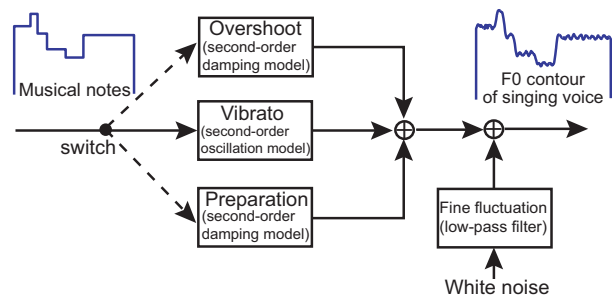 Musical notes
switch
Overshoot
(second-order
damping model)
Vibrato
(second-order
oscillation model)
Preparation
(second-order
damping model)
F0 contour
of singing voice
Fine fluctuation
(low-pass filter)
White noise